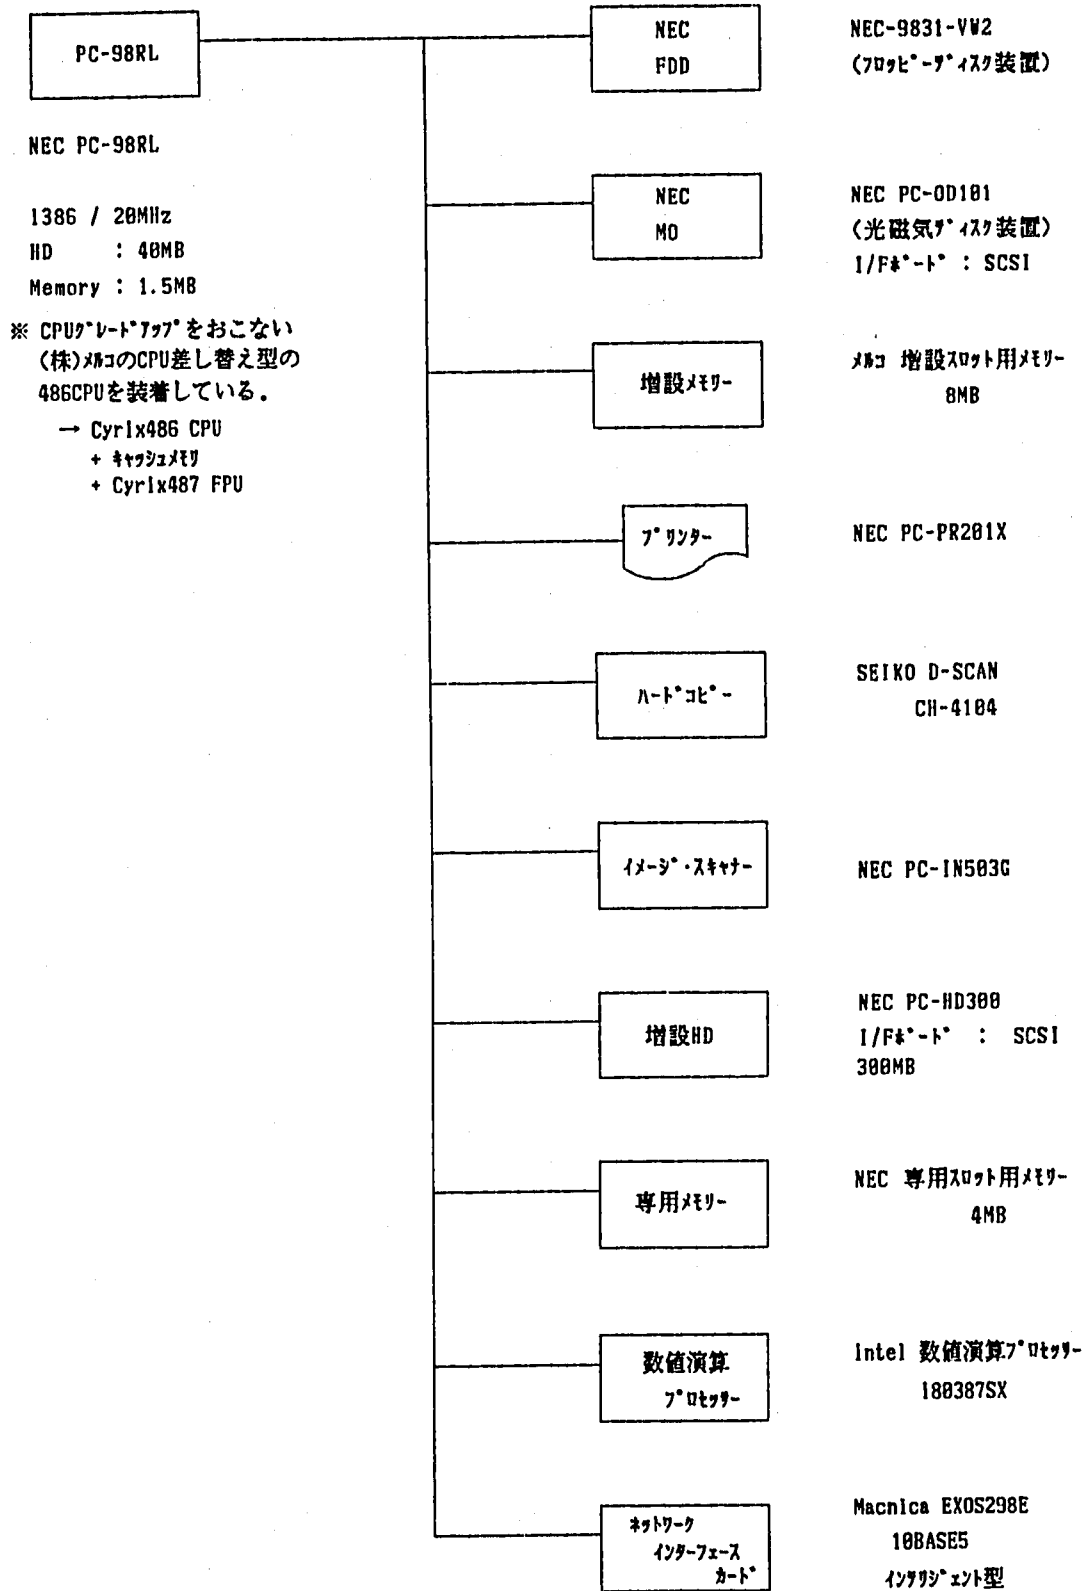 PC-98RL
NEC PC-98RL
i386 / 20MHz
HD : 40MB
Memory : 1.5MB
※ CPUｸﾞﾚｰﾄﾞｱｯﾌﾟをおこない
(株)ﾒﾙｺのCPU差し替え型の
486CPUを装着している．
→ Cyrix486 CPU
+ ｷｬｯｼｭﾒﾓﾘ
+ Cyrix487 FPU
NEC
FDD
NEC-9831-VW2
(ﾌﾛｯﾋﾟｰﾃﾞｨｽｸ装置)
NEC
MO
NEC PC-OD101
(光磁気ﾃﾞｨｽｸ装置)
I/Fﾎﾞｰﾄﾞ : SCSI
増設ﾒﾓﾘｰ
ﾒﾙｺ 増設ｽﾛｯﾄ用ﾒﾓﾘｰ
8MB
ﾌﾟﾘﾝﾀｰ
NEC PC-PR201X
ﾊｰﾄﾞｺﾋﾟｰ
SEIKO D-SCAN
CH-4104
ｲﾒｰｼﾞ・ｽｷｬﾅｰ
NEC PC-IN503G
増設HD
NEC PC-HD300
I/Fﾎﾞｰﾄﾞ : SCSI
300MB
専用ﾒﾓﾘｰ
NEC 専用ｽﾛｯﾄ用ﾒﾓﾘｰ
4MB
数値演算
ﾌﾟﾛｾｯｻｰ
intel 数値演算ﾌﾟﾛｾｯｻｰ
i80387SX
ﾈｯﾄﾜｰｸ
ｲﾝﾀｰﾌｪｰｽ
ｶｰﾄﾞ
Macnica EXOS298E
10BASE5
ｲﾝﾃﾘｼﾞｪﾝﾄ型